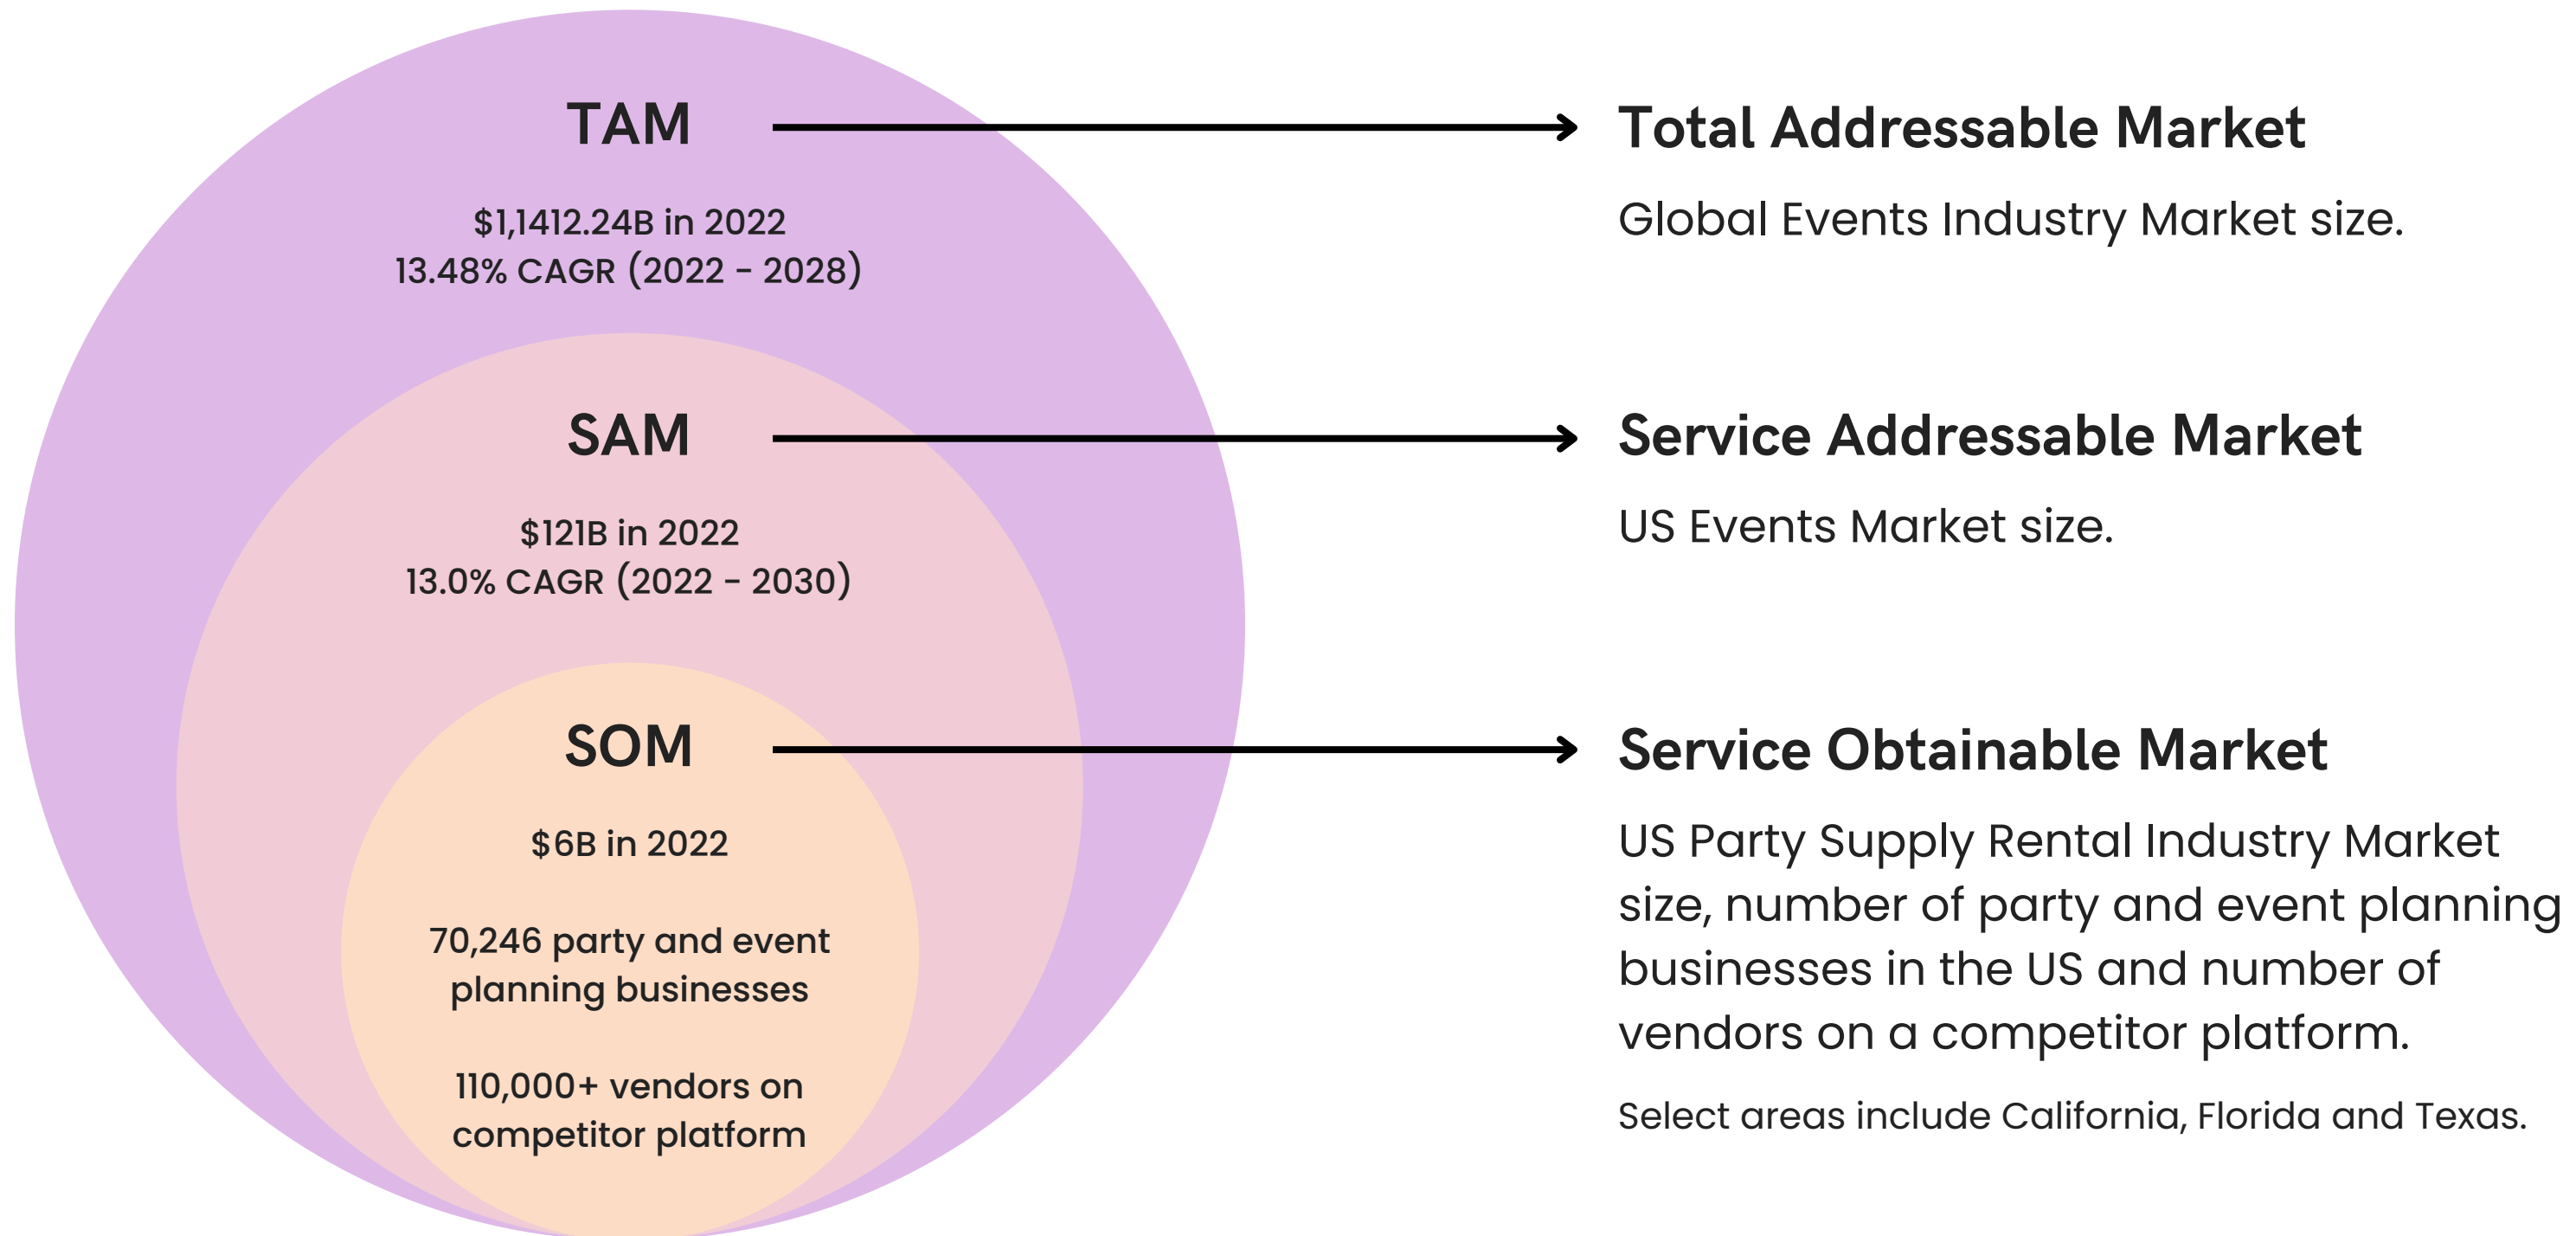 TAM
Total Addressable Market
$1,1412.24B in 2022
13.48% CAGR (2022 - 2028)
Global Events Industry Market size.
SAM
Service Addressable Market
$121B in 2022
13.0% CAGR (2022 - 2030)
US Events Market size.
SOM
Service Obtainable Market
$6B in 2022
70,246 party and event
planning businesses
110,000+ vendors on
competitor platform
US Party Supply Rental Industry Market
size, number of party and event planning
businesses in the US and number of
vendors on a competitor platform.
Select areas include California, Florida and Texas.